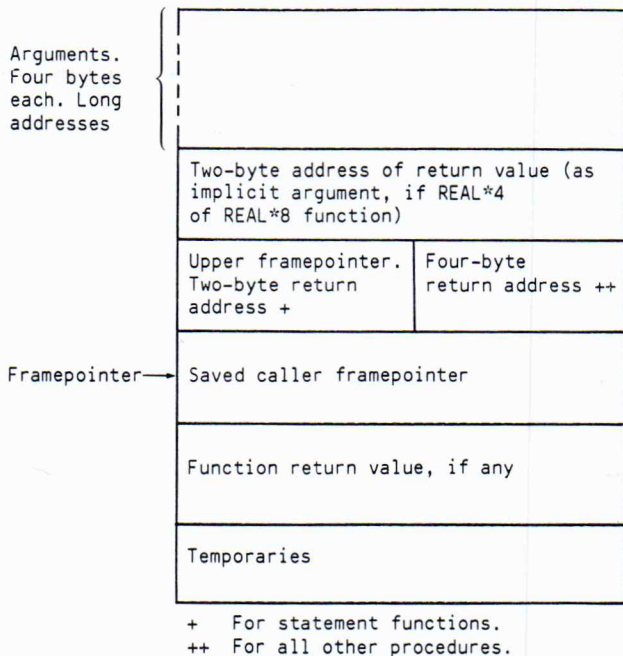 Arguments.
Four bytes
each. Long
addresses
Two-byte address of return value (as
implicit argument, if REAL*4
of REAL*8 function)
Upper framepointer.
Two-byte return
address +
Four-byte
return address ++
Framepointer
Saved caller framepointer
Function return value, if any
Temporaries
+ For statement functions.
++ For all other procedures.